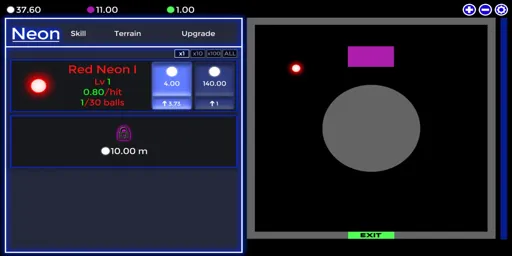 37.60 11.00 1.00
Neon Skill Terrain Upgrade
x1 x10 x100 ALL
Red Neon I
Lv 1
0.80/hit
1/30 balls
4.00 140.00
↑ 3.73 ↑ 1
10.00 m
EXIT